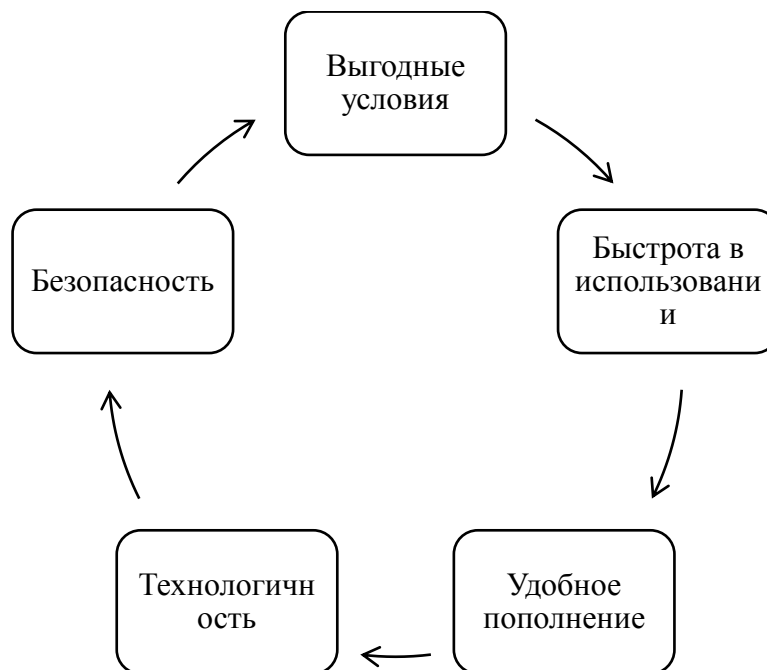 Выгодные
условия
Быстрота в
использовани
и
Удобное
пополнение
Технологичн
ость
Безопасность